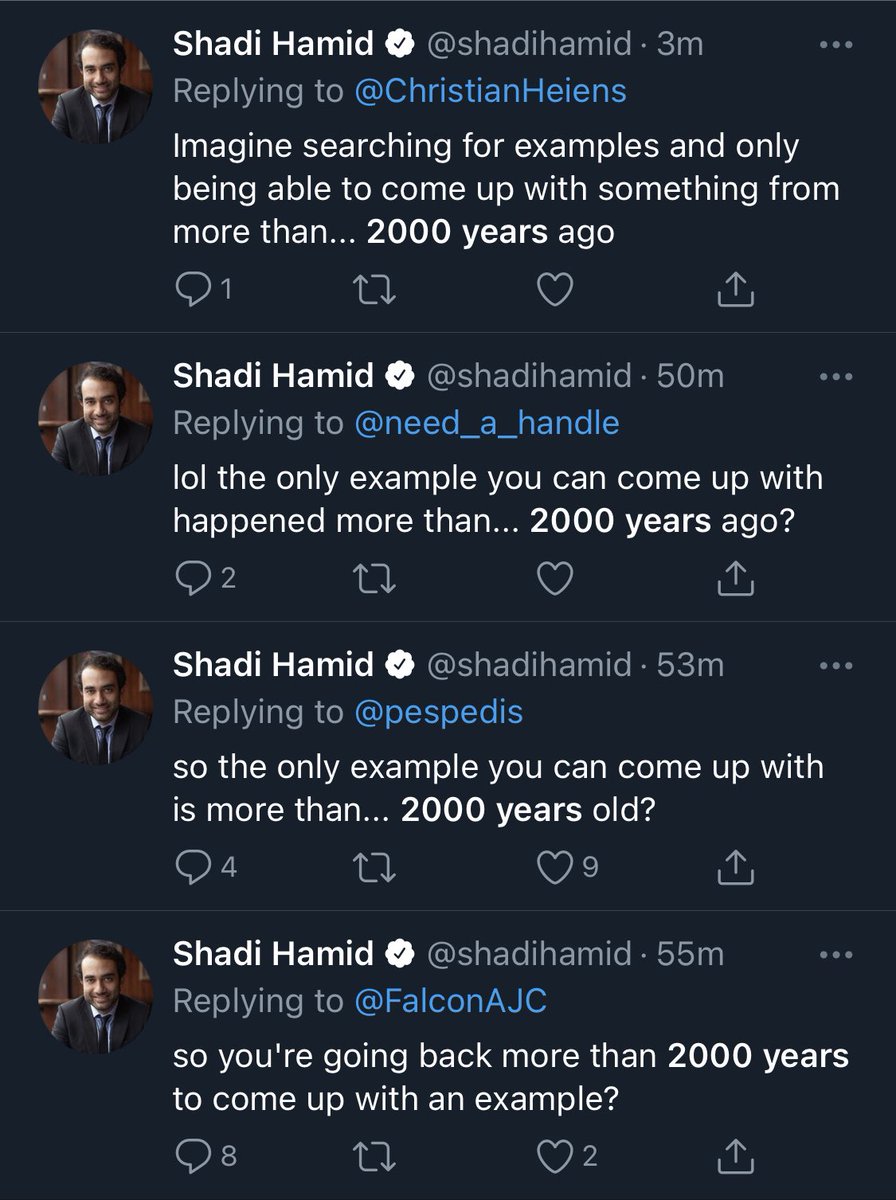 Shadi Hamid @shadihamid · 3m
Replying to @ChristianHeiens
Imagine searching for examples and only
being able to come up with something from
more than... 2000 years ago
1
Shadi Hamid @shadihamid · 50m
Replying to @need_a_handle
lol the only example you can come up with
happened more than... 2000 years ago?
2
Shadi Hamid @shadihamid · 53m
Replying to @pespedis
so the only example you can come up with
is more than... 2000 years old?
4 9
Shadi Hamid @shadihamid · 55m
Replying to @FalconAJC
so you're going back more than 2000 years
to come up with an example?
8 2